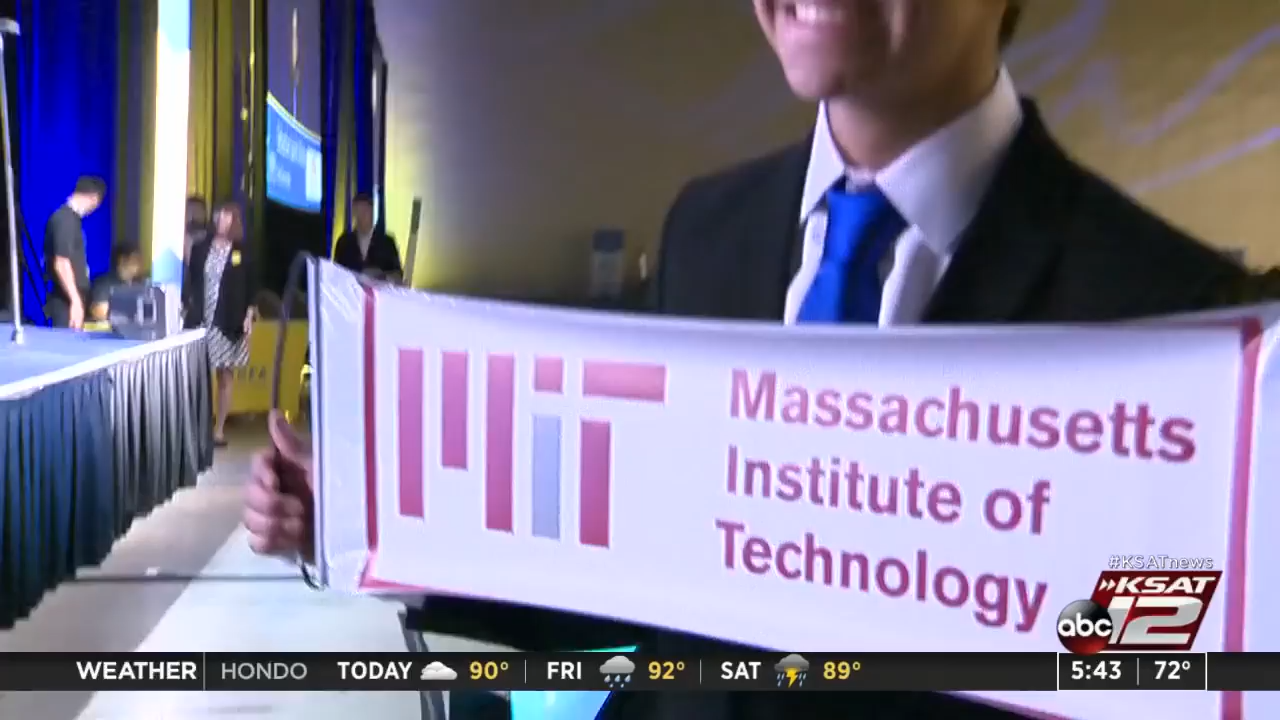 MIT
Massachusetts
Institute of
Technology
#KSATnews
KSAT
abc 12
WEATHER HONDO TODAY 90° FRI 92° SAT 89° 5:43 72°